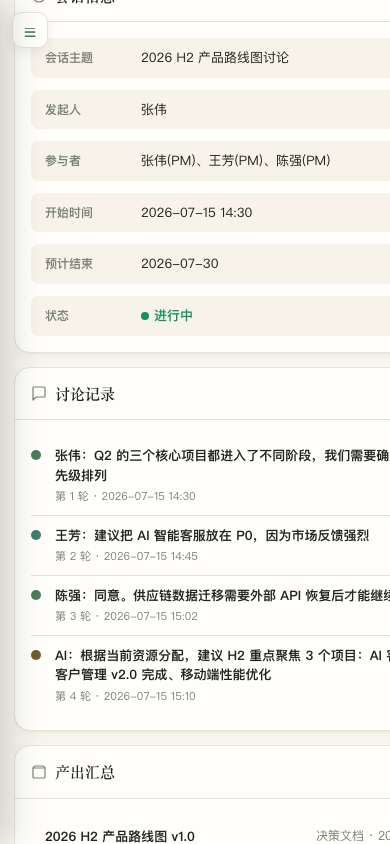 会话主题 2026 H2 产品路线图讨论
发起人 张伟
参与者 张伟(PM)、王芳(PM)、陈强(PM)
开始时间 2026-07-15 14:30
预计结束 2026-07-30
状态 进行中
讨论记录
张伟：Q2 的三个核心项目都进入了不同阶段，我们需要确
先级排列
第 1 轮 · 2026-07-15 14:30
王芳：建议把 AI 智能客服放在 P0，因为市场反馈强烈
第 2 轮 · 2026-07-15 14:45
陈强：同意。供应链数据迁移需要外部 API 恢复后才能继续
第 3 轮 · 2026-07-15 15:02
AI：根据当前资源分配，建议 H2 重点聚焦 3 个项目：AI
客户管理 v2.0 完成、移动端性能优化
第 4 轮 · 2026-07-15 15:10
产出汇总
2026 H2 产品路线图 v1.0 决策文档 · 20